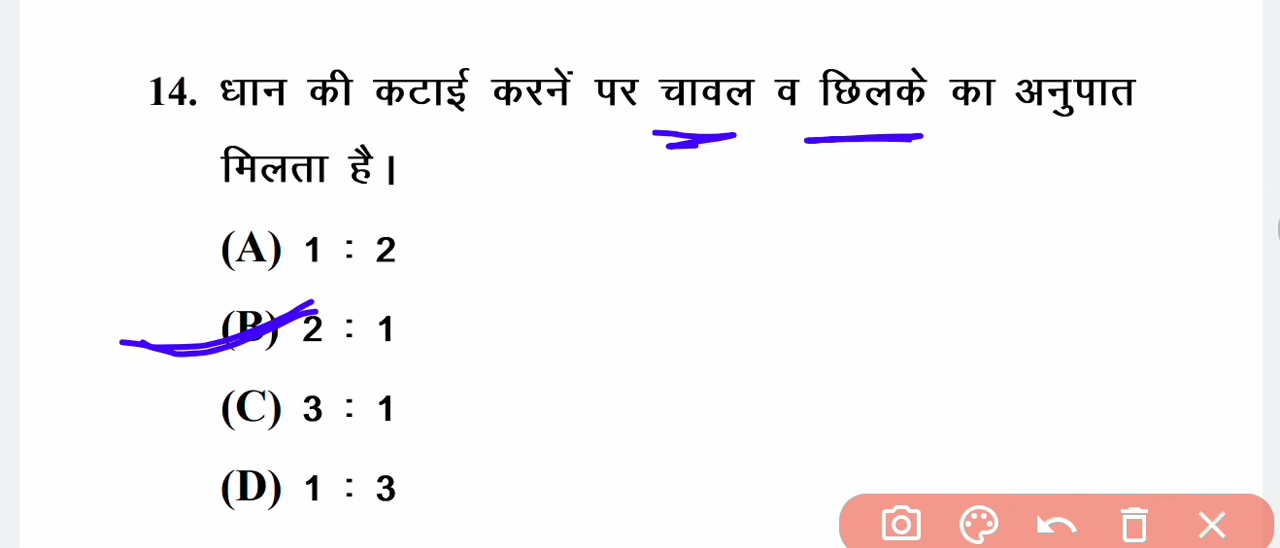 14. धान की कटाई करनें पर चावल व छिलके का अनुपात
मिलता है।
(A) 1 : 2
(B) 2 : 1
(C) 3 : 1
(D) 1 : 3